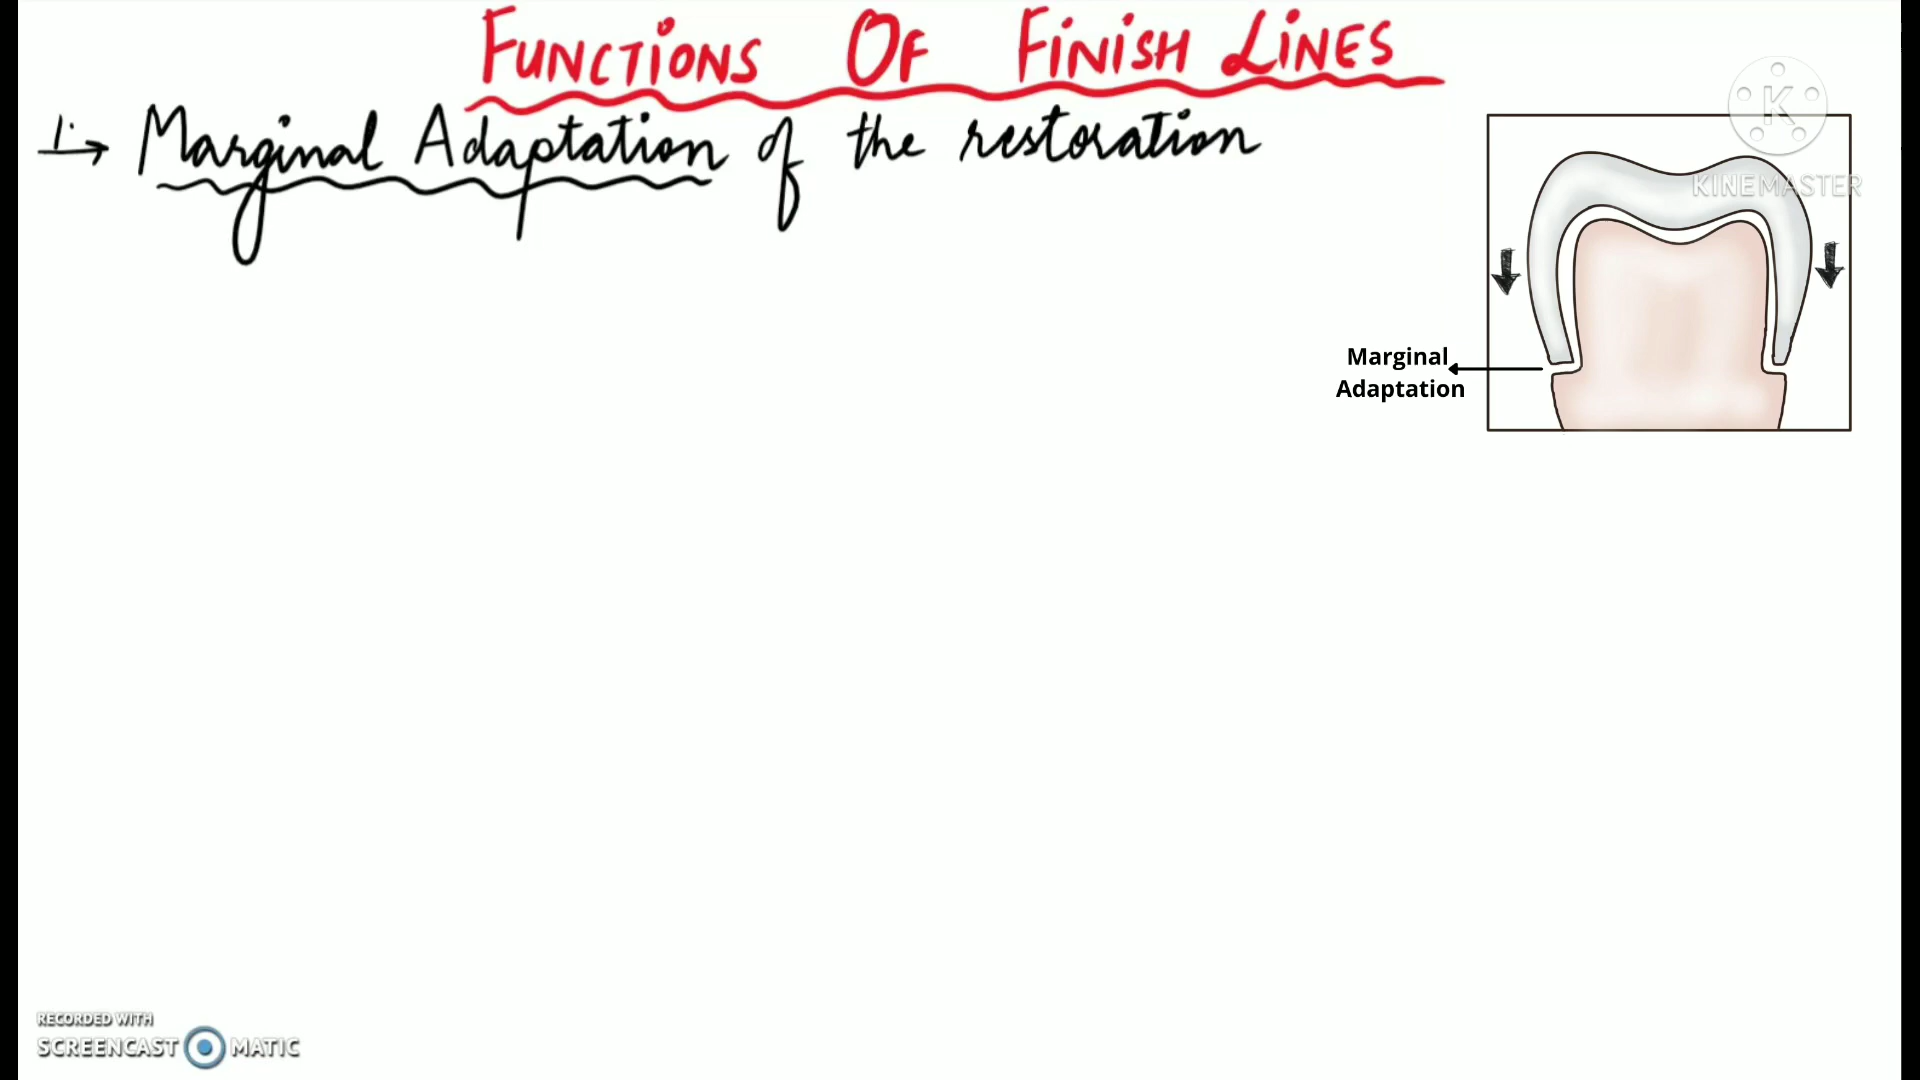 FUNCTIONS OF FINISH LINES
1. → Marginal Adaptation of the restoration
K
KINEMASTER
Marginal
Adaptation
RECORDED WITH
SCREENCAST MATIC